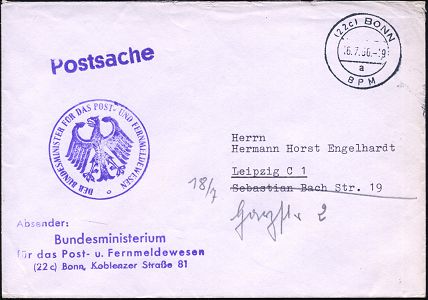 Postsache
(22c) BONN
16.7.56.-19
a
BPM
DER BUNDESMINISTER FÜR DAS POST- UND FERNMELDEWESEN
Herrn
Hermann Horst Engelhardt
Leipzig C 1
Sebastian Bach Str. 19
18/7
2
Absender:
Bundesministerium
für das Post- u. Fernmeldewesen
(22c) Bonn, Koblenzer Straße 81